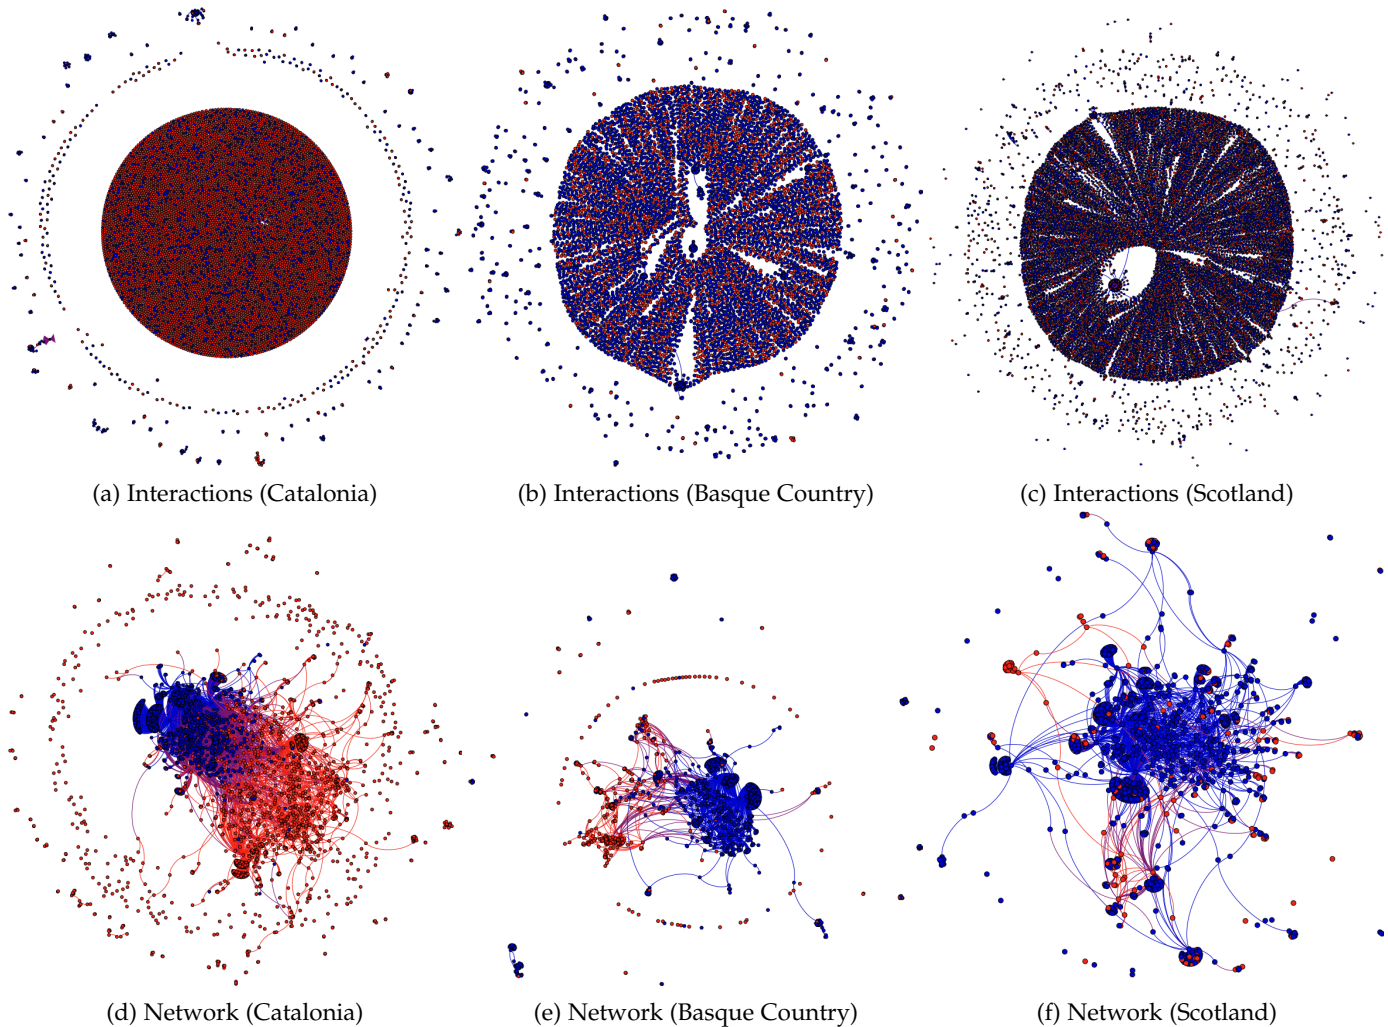 (a) Interactions (Catalonia)
(b) Interactions (Basque Country)
(c) Interactions (Scotland)
(d) Network (Catalonia)
(e) Network (Basque Country)
(f) Network (Scotland)